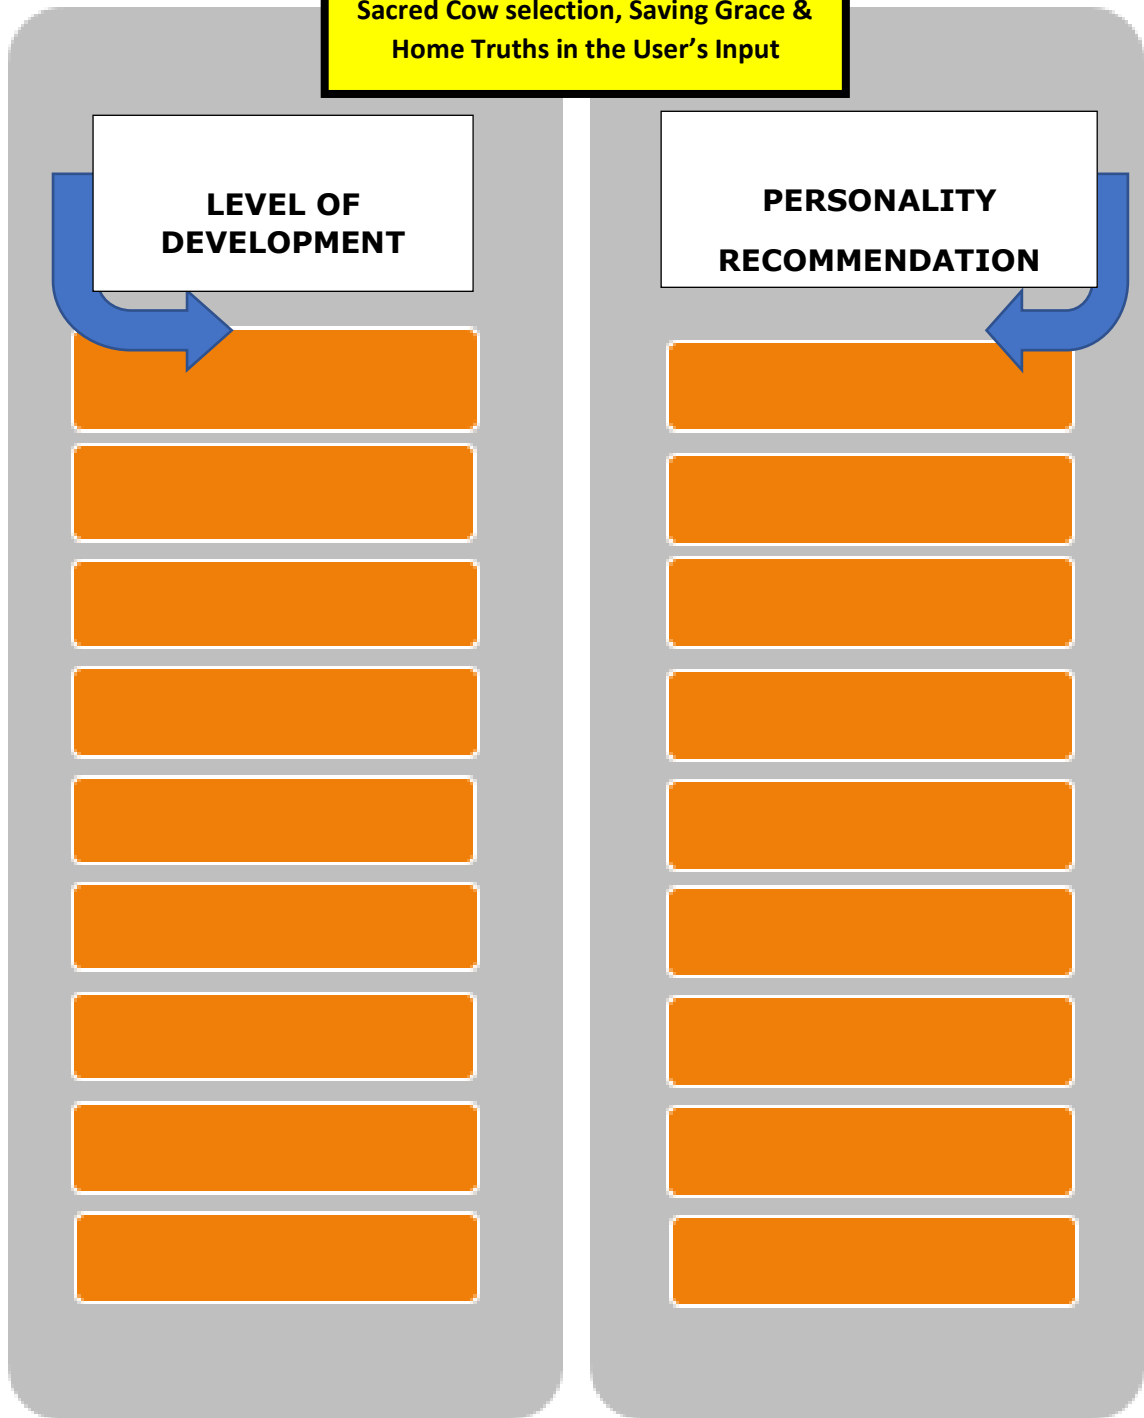 Sacred Cow selection, Saving Grace &
Home Truths in the User’s Input
LEVEL OF
DEVELOPMENT
PERSONALITY
RECOMMENDATION